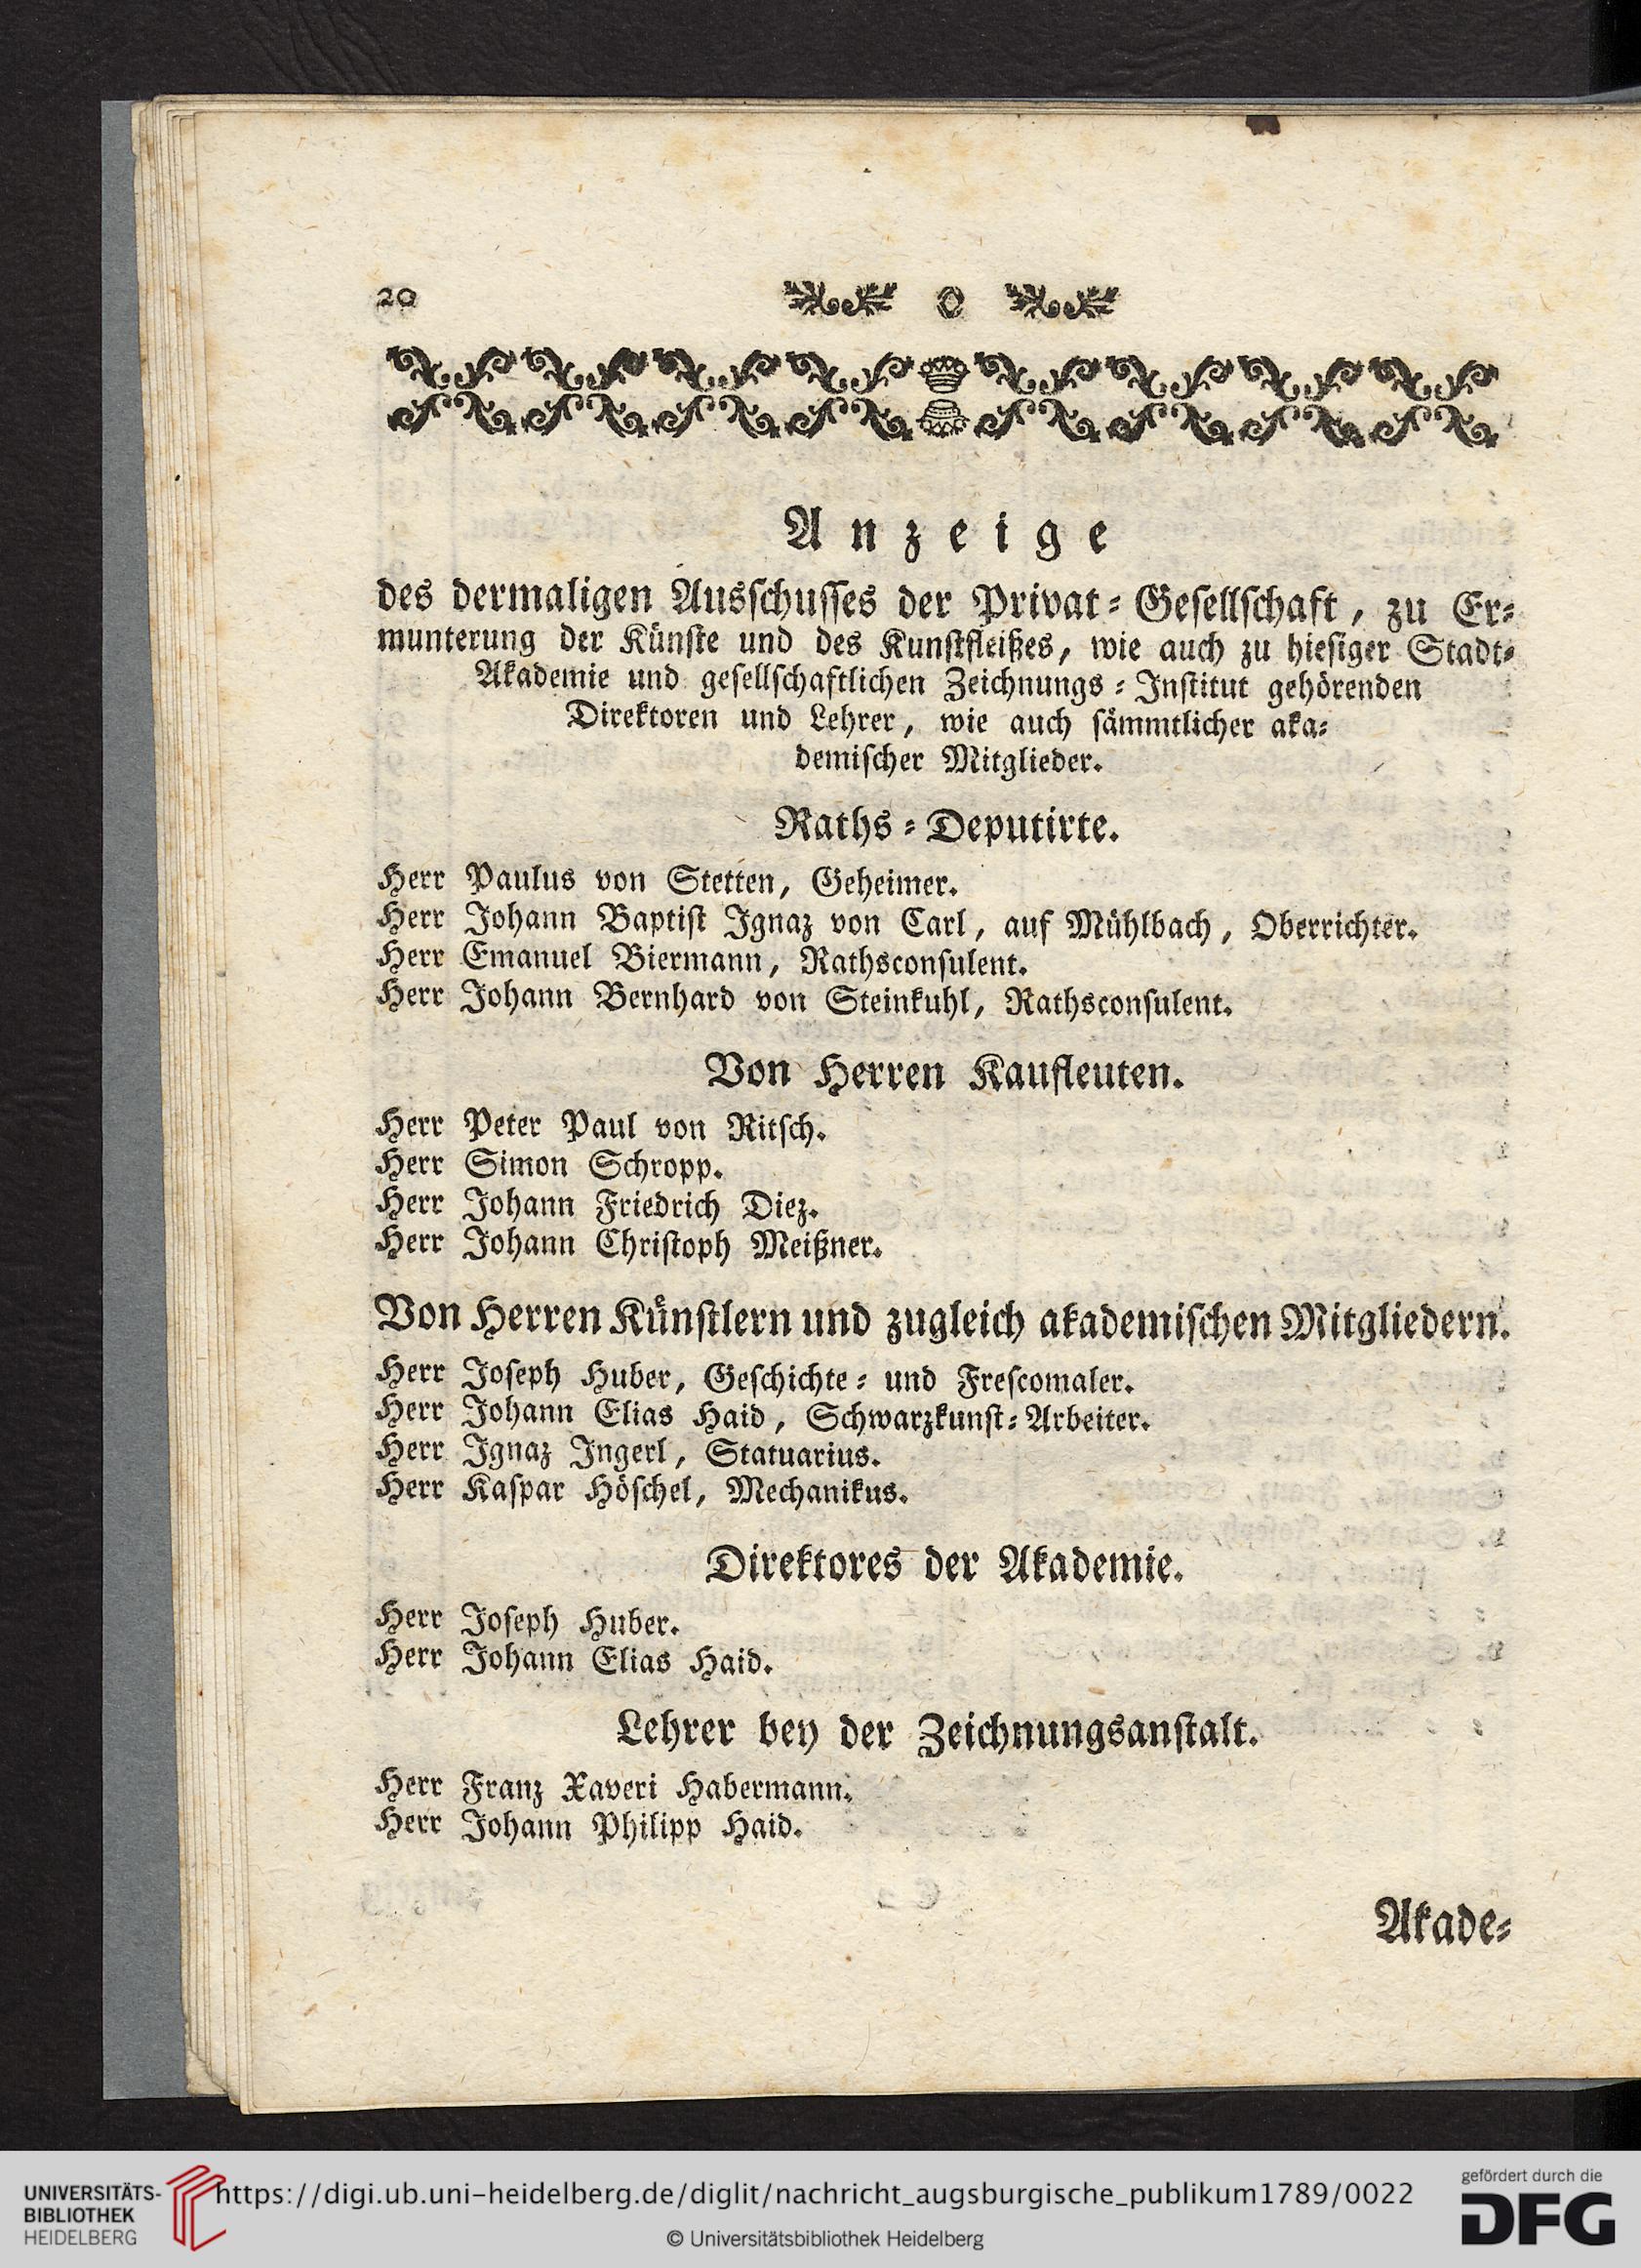 20
Anzeige
des dermaligen Ausschusses der Privat-Gesellschaft, zu Er-
munterung der Künste und des Kunstfleißes, wie auch zu hiesiger Stadt-
Akademie und gesellschaftlichen Zeichnungs-Institut gehörenden
Direktoren und Lehrer, wie auch sämmtlicher aka-
demischer Mitglieder.
Raths-Deputirte.
Herr Paulus von Stetten, Geheimer.
Herr Johann Baptist Ignaz von Carl, auf Mühlbach, Oberrichter.
Herr Emanuel Biermann, Rathsconsulent.
Herr Johann Bernhard von Steinkuhl, Rathsconsulent.
Von Herren Kaufleuten.
Herr Peter Paul von Ritsch.
Herr Simon Schropp.
Herr Johann Friedrich Diez.
Herr Johann Christoph Meißner.
Von Herren Künstlern und zugleich akademischen Mitgliedern.
Herr Joseph Huber, Geschichte- und Frescomaler.
Herr Johann Elias Haid, Schwarzkunst-Arbeiter.
Herr Ignaz Ingerl, Statuarius.
Herr Kaspar Höschel, Mechanikus.
Direktores der Akademie.
Herr Joseph Huber.
Herr Johann Elias Haid.
Lehrer bey der Zeichnungsanstalt.
Herr Franz Xaveri Habermann.
Herr Johann Philipp Haid.
Akade-
UNIVERSITÄTS-
BIBLIOTHEK
HEIDELBERG
https://digi.ub.uni-heidelberg.de/diglit/nachricht_augsburgische_publikum1789/0022
© Universitätsbibliothek Heidelberg
gefördert durch die
DFG